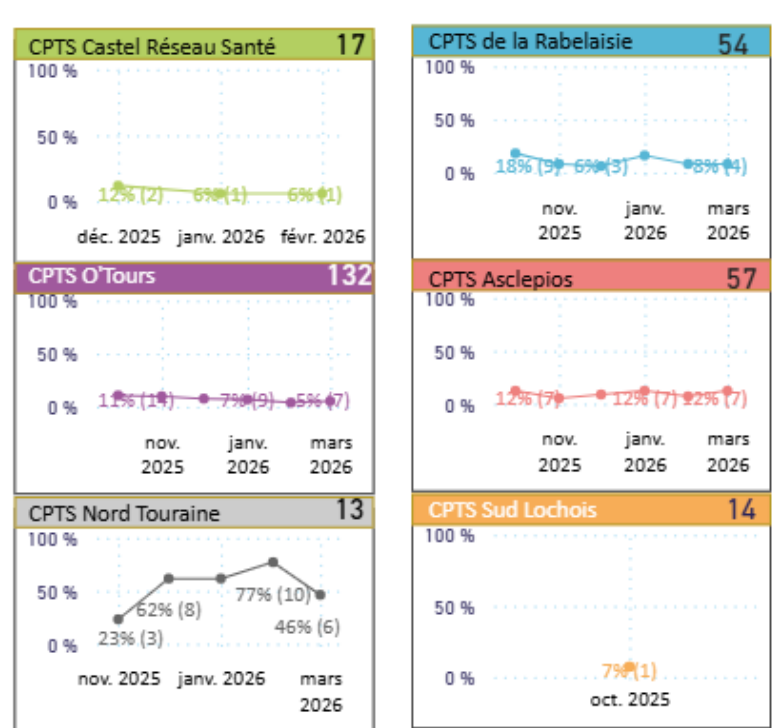 CPTS Castel Réseau Santé 17
100 %
50 %
0 %
12% (2) 6% (1) 6% (1)
déc. 2025 janv. 2026 févr. 2026
CPTS de la Rabelaisie 54
100 %
50 %
0 %
18% (9) 6% (3) 8% (4)
nov. janv. mars
2025 2026 2026
CPTS O'Tours 132
100 %
50 %
0 %
11% (14) 7% (9) 5% (7)
nov. janv. mars
2025 2026 2026
CPTS Asclepios 57
100 %
50 %
0 %
12% (7) 12% (7) 12% (7)
nov. janv. mars
2025 2026 2026
CPTS Nord Touraine 13
100 %
50 %
0 %
62% (8) 77% (10)
23% (3) 46% (6)
nov. 2025 janv. 2026 mars
2026
CPTS Sud Lochois 14
100 %
50 %
0 %
7% (1)
oct. 2025